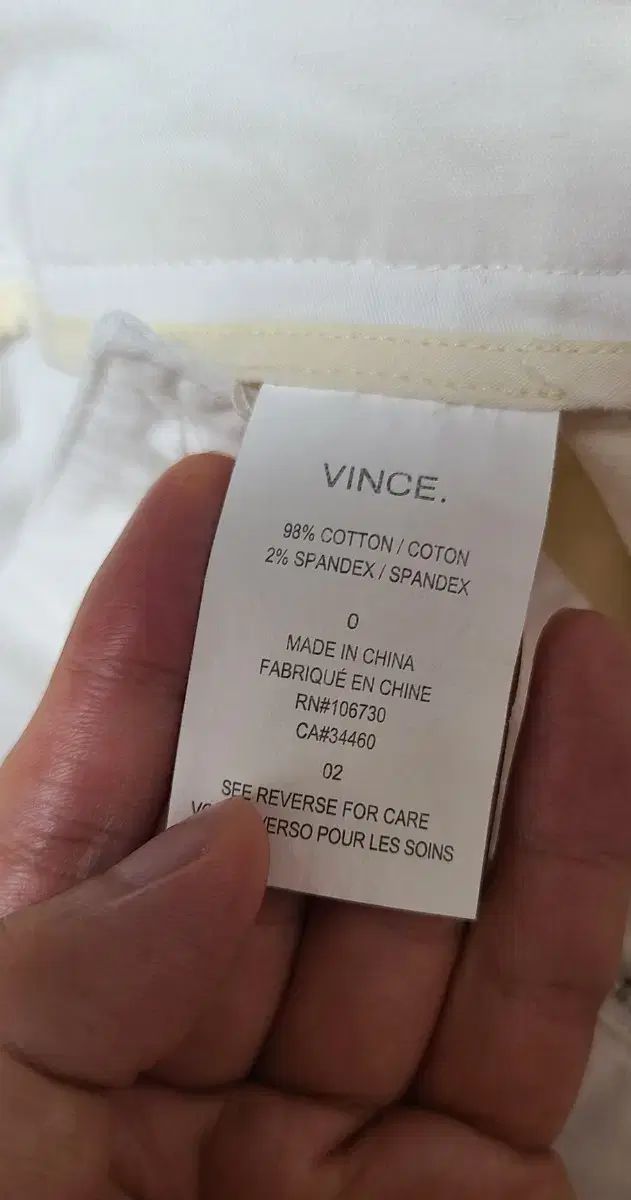 VINCE.
98% COTTON / COTON
2% SPANDEX / SPANDEX
0
MADE IN CHINA
FABRIQUÉ EN CHINE
RN#106730
CA#34460
02
SEE REVERSE FOR CARE
POUR LES SOINS